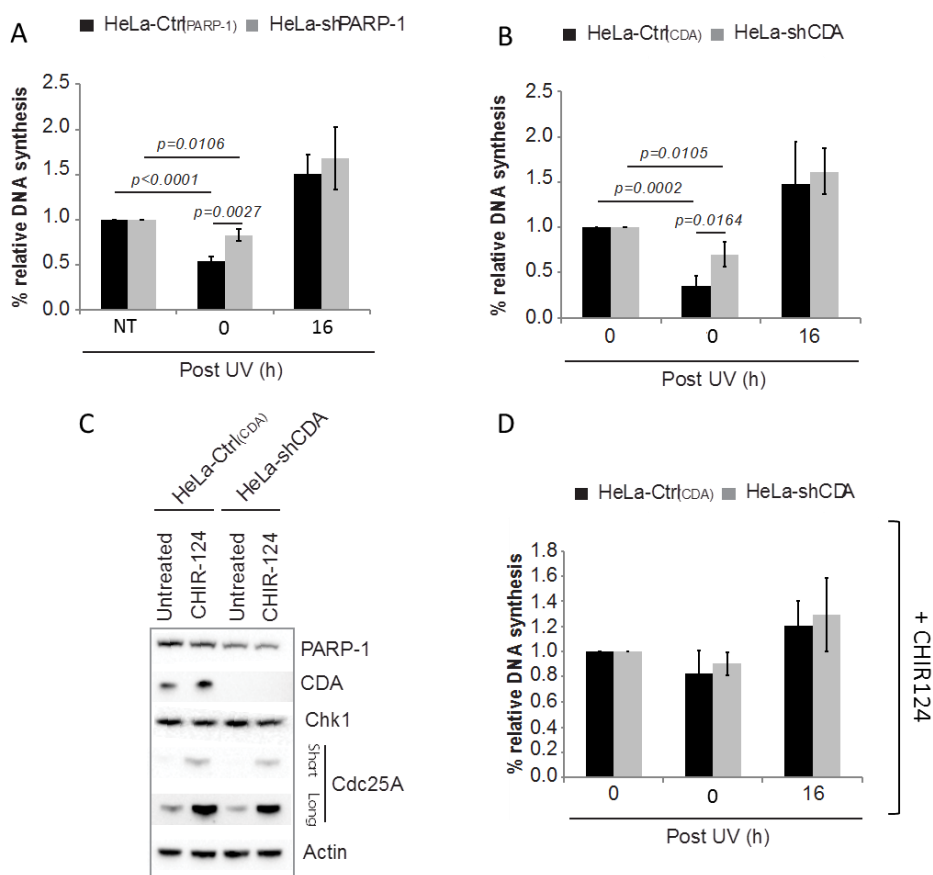 A
HeLa-Ctrl(PARP-1) HeLa-shPARP-1
% relative DNA synthesis
2.5
2.0
1.5
1.0
0.5
0.0
p=0.0106
p<0.0001
p=0.0027
NT 0 16
Post UV (h)
B
HeLa-Ctrl(CDA) HeLa-shCDA
% relative DNA synthesis
2.5
2.0
1.5
1.0
0.5
0.0
p=0.0105
p=0.0002
p=0.0164
0 0 16
Post UV (h)
C
HeLa-Ctrl(CDA)
HeLa-shCDA
Untreated
CHIR-124
Untreated
CHIR-124
PARP-1
CDA
Chk1
Short
Long
Cdc25A
Actin
D
HeLa-Ctrl(CDA) HeLa-shCDA
% relative DNA synthesis
1.8
1.6
1.4
1.2
1.0
0.8
0.6
0.4
0.2
0.0
0 0 16
Post UV (h)
+ CHIR124